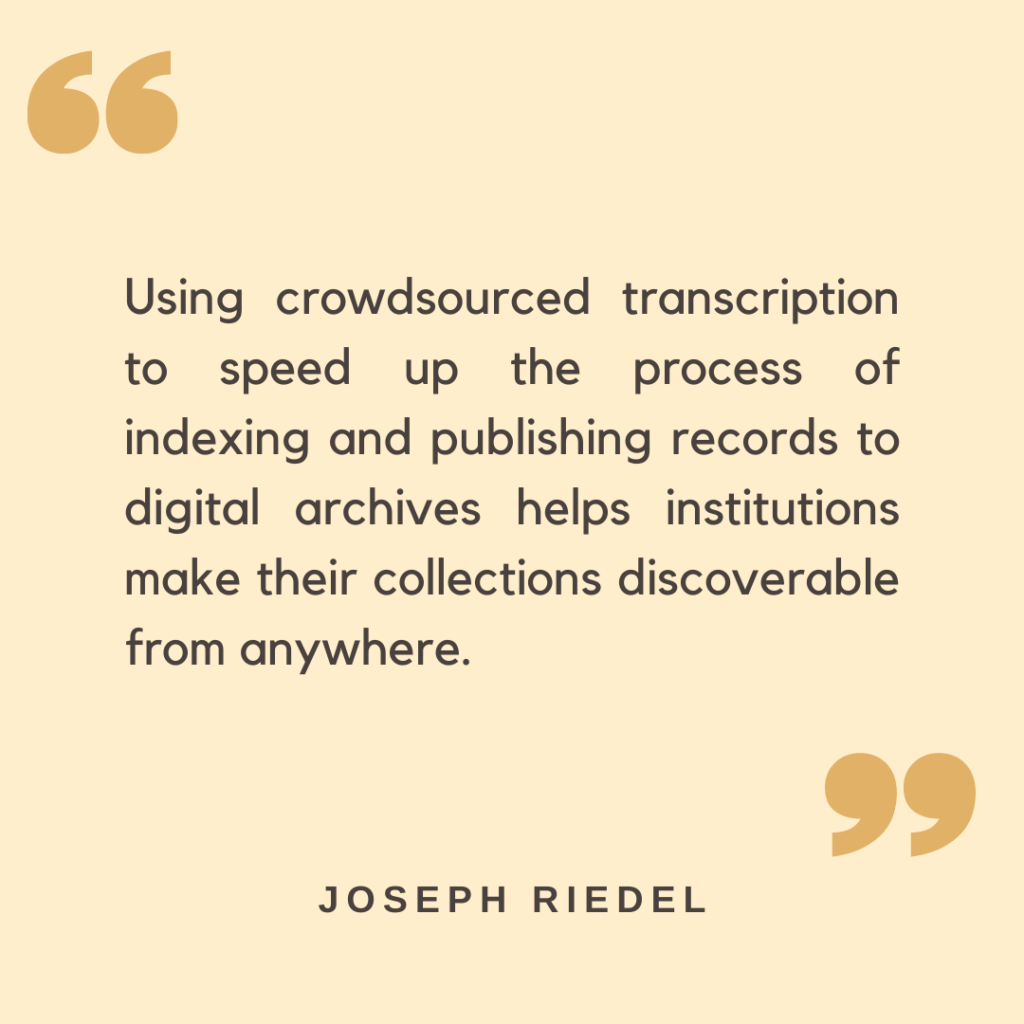 “
Using crowdsourced transcription
to speed up the process of
indexing and publishing records to
digital archives helps institutions
make their collections discoverable
from anywhere.
”
JOSEPH RIEDEL